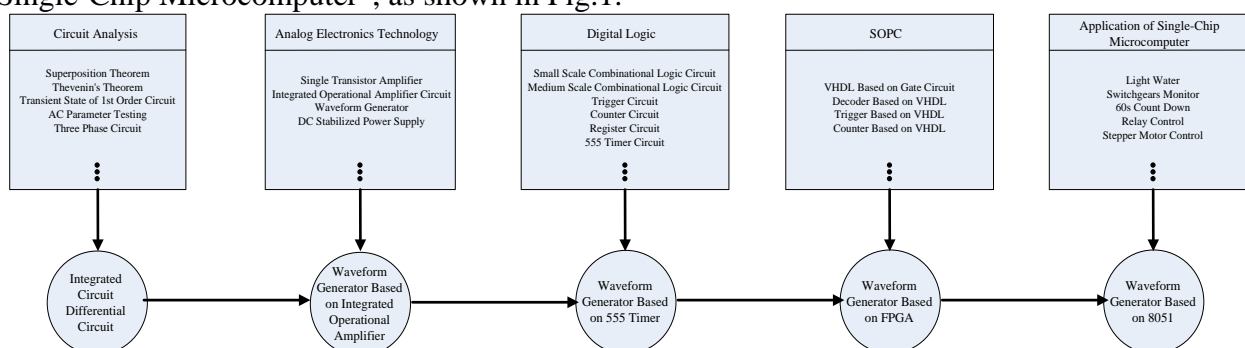 Single-Chip Microcomputer", as shown in Fig.1.
Circuit Analysis
Superposition Theorem
Thevenin's Theorem
Transient State of 1st Order Circuit
AC Parameter Testing
Three Phase Circuit
Analog Electronics Technology
Single Transistor Amplifier
Integrated Operational Amplifier Circuit
Waveform Generator
DC Stabilized Power Supply
Digital Logic
Small Scale Combinational Logic Circuit
Medium Scale Combinational Logic Circuit
Trigger Circuit
Counter Circuit
Register Circuit
555 Timer Circuit
SOPC
VHDL Based on Gate Circuit
Decoder Based on VHDL
Trigger Based on VHDL
Counter Based on VHDL
Application of Single-Chip
Microcomputer
Light Water
Switchgears Monitor
60s Count Down
Relay Control
Stepper Motor Control
Integrated
Circuit
Differential
Circuit
Waveform
Generator Based
on Integrated
Operational
Amplifier
Waveform
Generator Based
on 555 Timer
Waveform
Generator Based
on FPGA
Waveform
Generator Based
on 8051